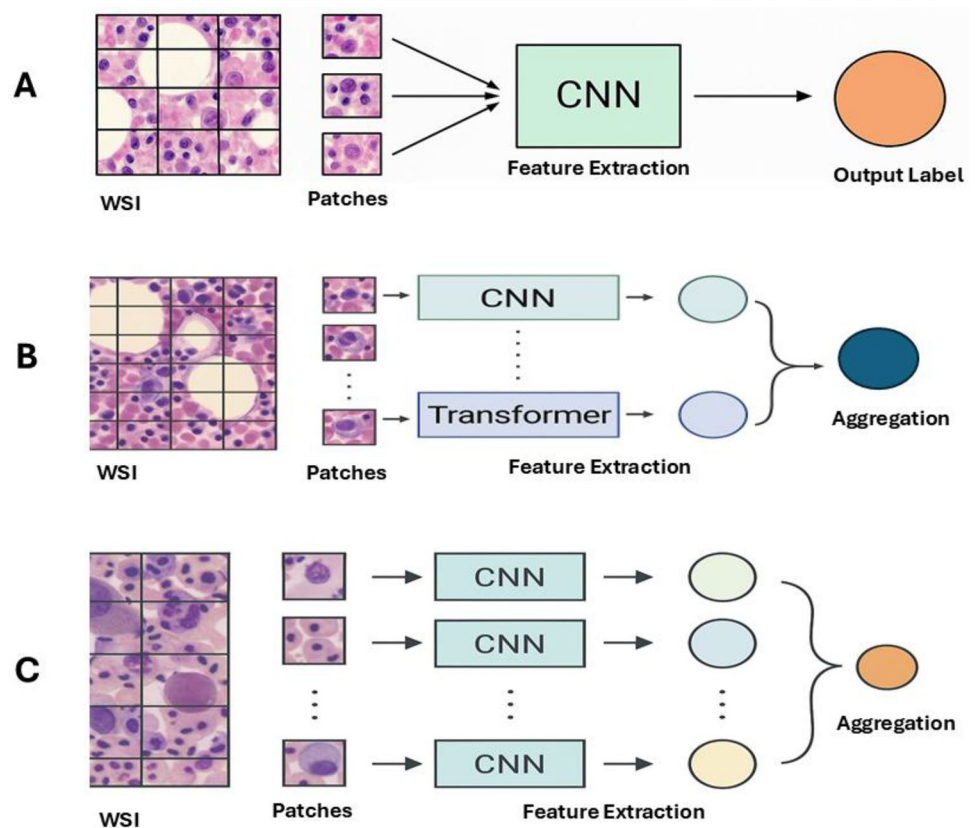 A
WSI
Patches
CNN
Feature Extraction
Output Label
B
WSI
Patches
CNN
Transformer
Feature Extraction
Aggregation
C
WSI
Patches
CNN
CNN
CNN
Feature Extraction
Aggregation